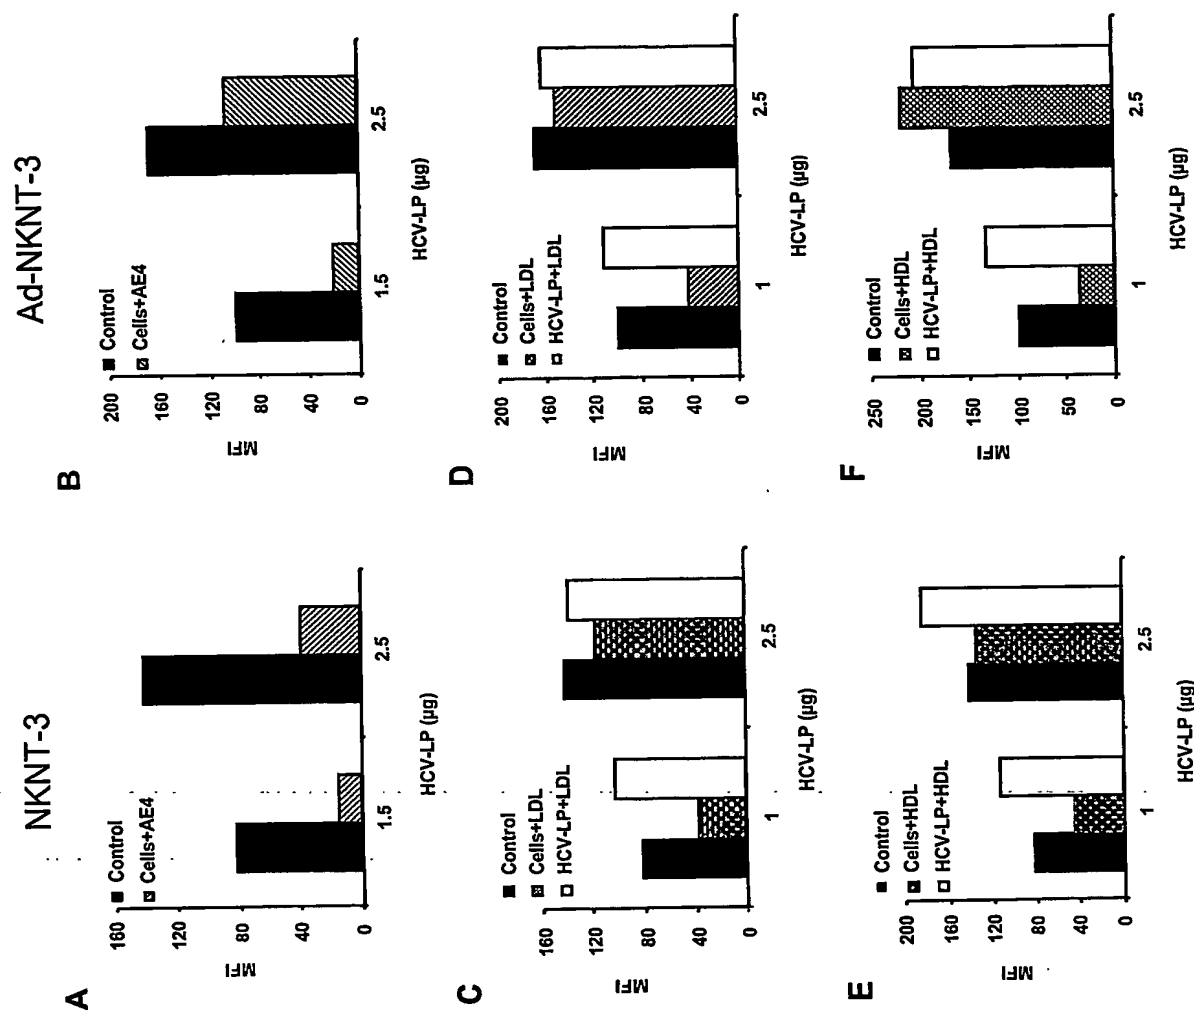 NKNT-3
Ad-NKNT-3
A
MFI
160
120
80
40
0
■ Control
▧ Cells+AE4
1.5
2.5
HCV-LP (µg)
B
MFI
200
160
120
80
40
0
■ Control
▧ Cells+AE4
1.5
2.5
HCV-LP (µg)
C
MFI
160
120
80
40
0
■ Control
▩ Cells+LDL
□ HCV-LP+LDL
1
2.5
HCV-LP (µg)
D
MFI
200
160
120
80
40
0
■ Control
▧ Cells+LDL
□ HCV-LP+LDL
1
2.5
HCV-LP (µg)
E
MFI
200
160
120
80
40
0
■ Control
▩ Cells+HDL
□ HCV-LP+HDL
1
2.5
HCV-LP (µg)
F
MFI
250
200
150
100
50
0
■ Control
▩ Cells+HDL
□ HCV-LP+HDL
1
2.5
HCV-LP (µg)